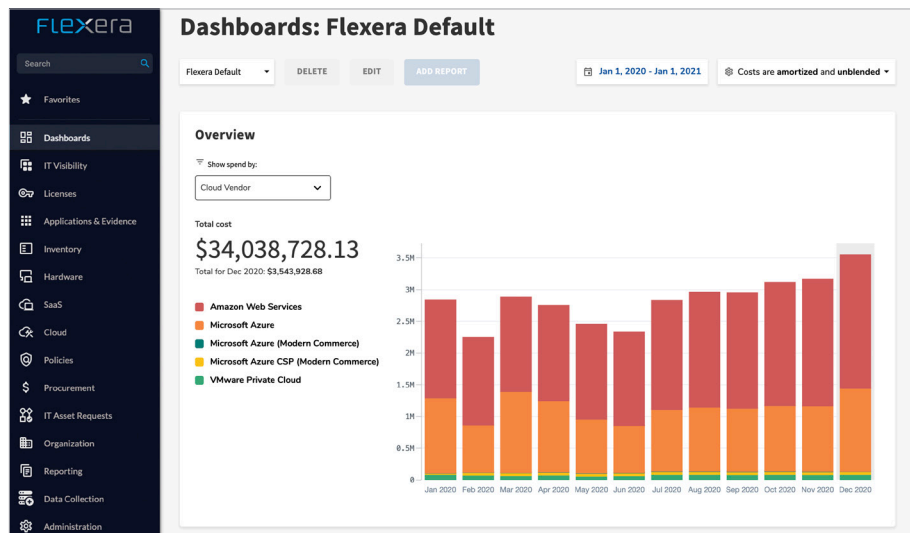 Flexera
Dashboards: Flexera Default
Search
Favorites
Dashboards
IT Visibility
Licenses
Applications & Evidence
Inventory
Hardware
SaaS
Cloud
Policies
Procurement
IT Asset Requests
Organization
Reporting
Data Collection
Administration
Flexera Default
DELETE
EDIT
ADD REPORT
Jan 1, 2020 - Jan 1, 2021
Costs are amortized and unblended
Overview
Show spend by:
Cloud Vendor
Total cost
$34,038,728.13
Total for Dec 2020: $3,543,928.68
Amazon Web Services
Microsoft Azure
Microsoft Azure (Modern Commerce)
Microsoft Azure CSP (Modern Commerce)
VMware Private Cloud
3.5M
3M
2.5M
2M
1.5M
1M
0.5M
0
Jan 2020 Feb 2020 Mar 2020 Apr 2020 May 2020 Jun 2020 Jul 2020 Aug 2020 Sep 2020 Oct 2020 Nov 2020 Dec 2020